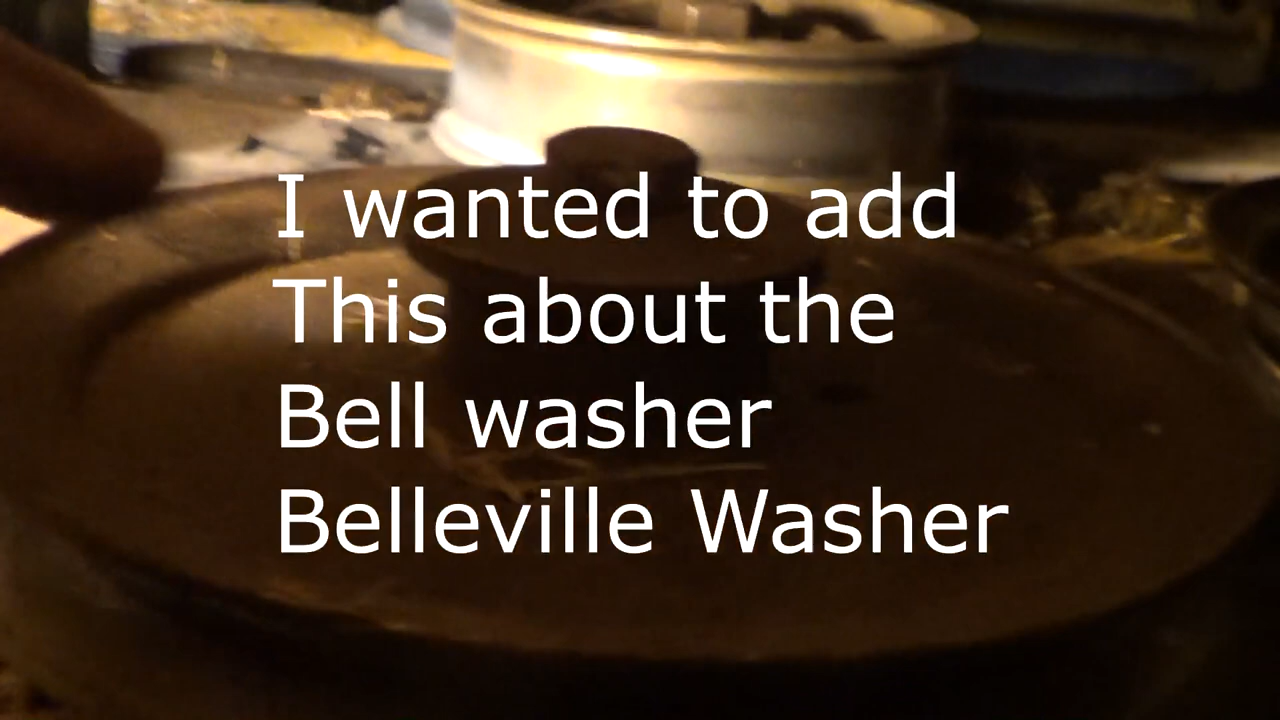 I wanted to add
This about the
Bell washer
Belleville Washer